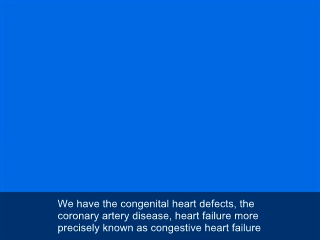 We have the congenital heart defects, the
coronary artery disease, heart failure more
precisely known as congestive heart failure